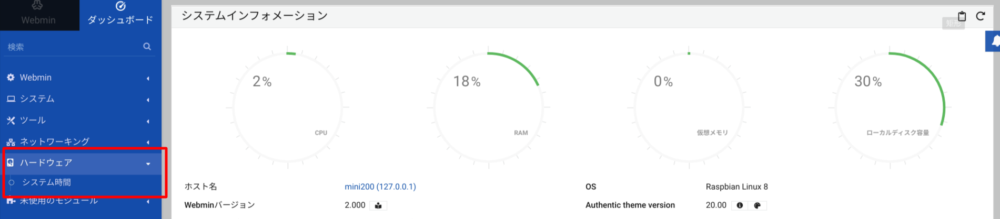 Webmin
ダッシュボード
検索
Webmin
システム
ツール
ネットワーキング
ハードウェア
システム時間
未使用のモジュール
システムインフォメーション
矩形
2%
CPU
18%
RAM
0%
仮想メモリ
30%
ローカルディスク容量
ホスト名 mini200 (127.0.0.1) OS Raspbian Linux 8
Webminバージョン 2.000 Authentic theme version 20.00